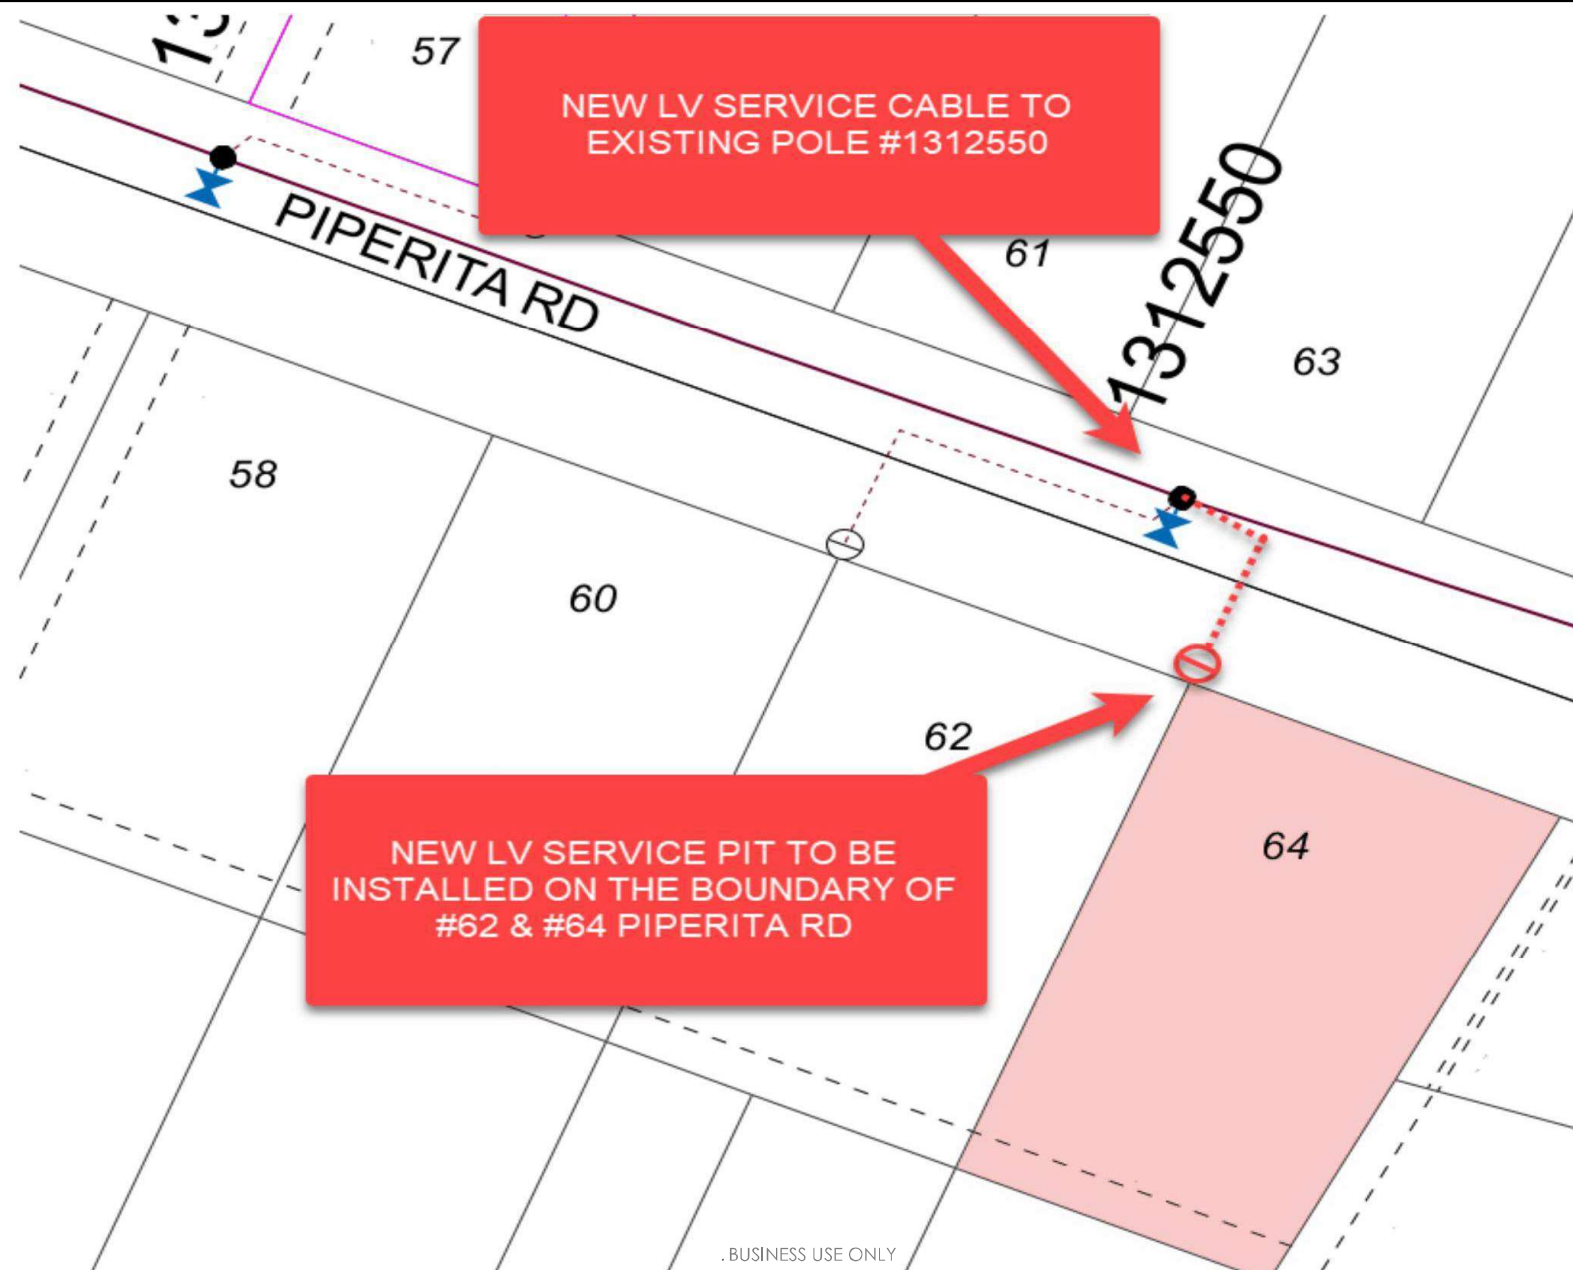 57
NEW LV SERVICE CABLE TO
EXISTING POLE #1312550
PIPERITA RD
61
1312550
63
58
60
62
NEW LV SERVICE PIT TO BE
INSTALLED ON THE BOUNDARY OF
#62 & #64 PIPERITA RD
64
. BUSINESS USE ONLY